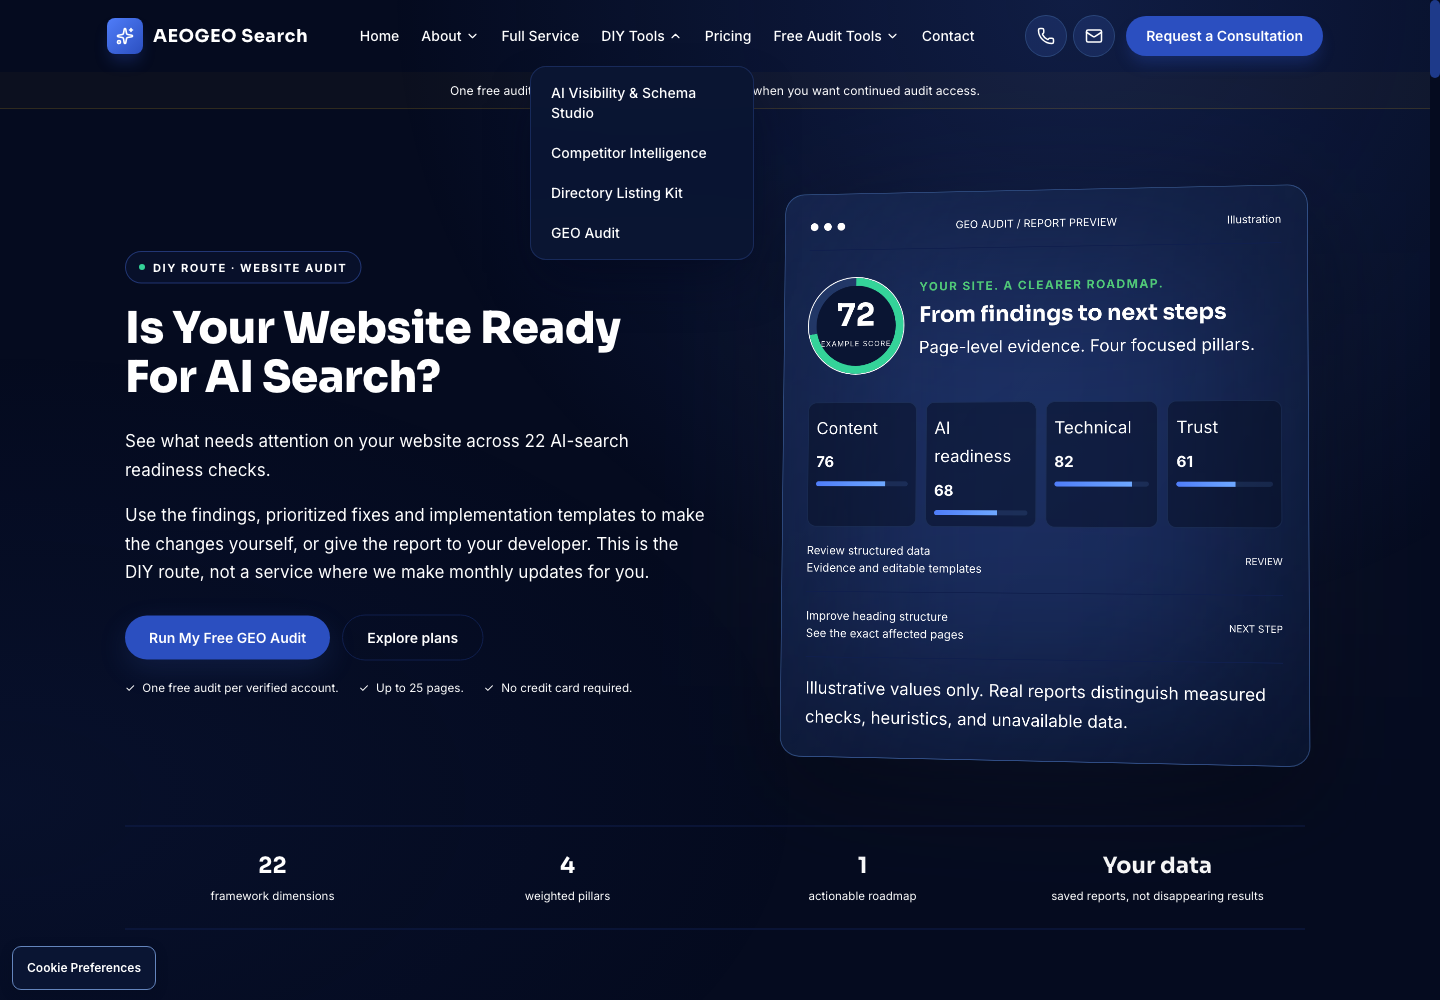 AEOGEO Search
Home
About
Full Service
DIY Tools
Pricing
Free Audit Tools
Contact
Request a Consultation
One free audit
when you want continued audit access.
AI Visibility & Schema
Studio
Competitor Intelligence
Directory Listing Kit
GEO Audit
DIY ROUTE · WEBSITE AUDIT
Is Your Website Ready
For AI Search?
See what needs attention on your website across 22 AI-search
readiness checks.
Use the findings, prioritized fixes and implementation templates to make
the changes yourself, or give the report to your developer. This is the
DIY route, not a service where we make monthly updates for you.
Run My Free GEO Audit
Explore plans
✓ One free audit per verified account.
✓ Up to 25 pages.
✓ No credit card required.
GEO AUDIT / REPORT PREVIEW
Illustration
72
EXAMPLE SCORE
YOUR SITE. A CLEARER ROADMAP.
From findings to next steps
Page-level evidence. Four focused pillars.
Content
76
AI
readiness
68
Technical
82
Trust
61
Review structured data
Evidence and editable templates
REVIEW
Improve heading structure
See the exact affected pages
NEXT STEP
Illustrative values only. Real reports distinguish measured
checks, heuristics, and unavailable data.
22
framework dimensions
4
weighted pillars
1
actionable roadmap
Your data
saved reports, not disappearing results
Cookie Preferences